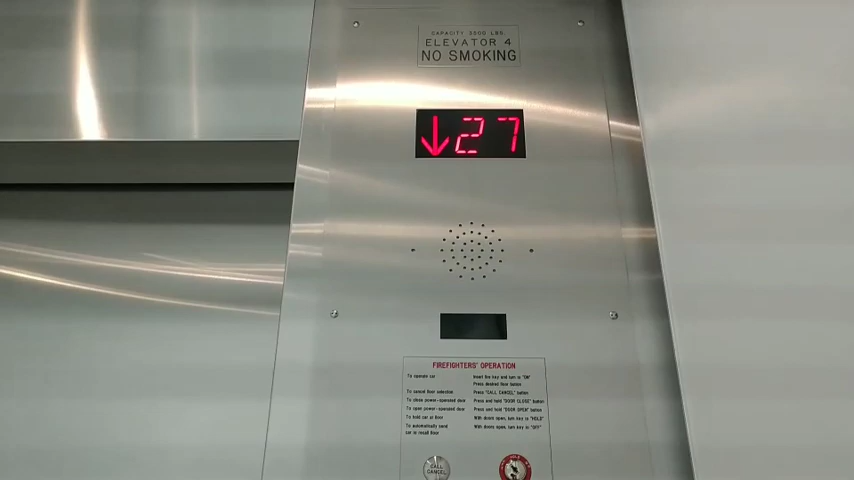 CAPACITY 3500 LBS.
ELEVATOR 4
NO SMOKING
↓27
FIREFIGHTERS' OPERATION
To operate car
Insert fire key and turn to "ON"
Press desired floor button
To cancel floor selection
Press "CALL CANCEL" button
To close power-operated door
Press and hold "DOOR CLOSE" button
To open power-operated door
Press and hold "DOOR OPEN" button
To hold car at floor
With doors open, turn key to "HOLD"
To automatically send
car to recall floor
With doors open, turn key to "OFF"
CALL
CANCEL